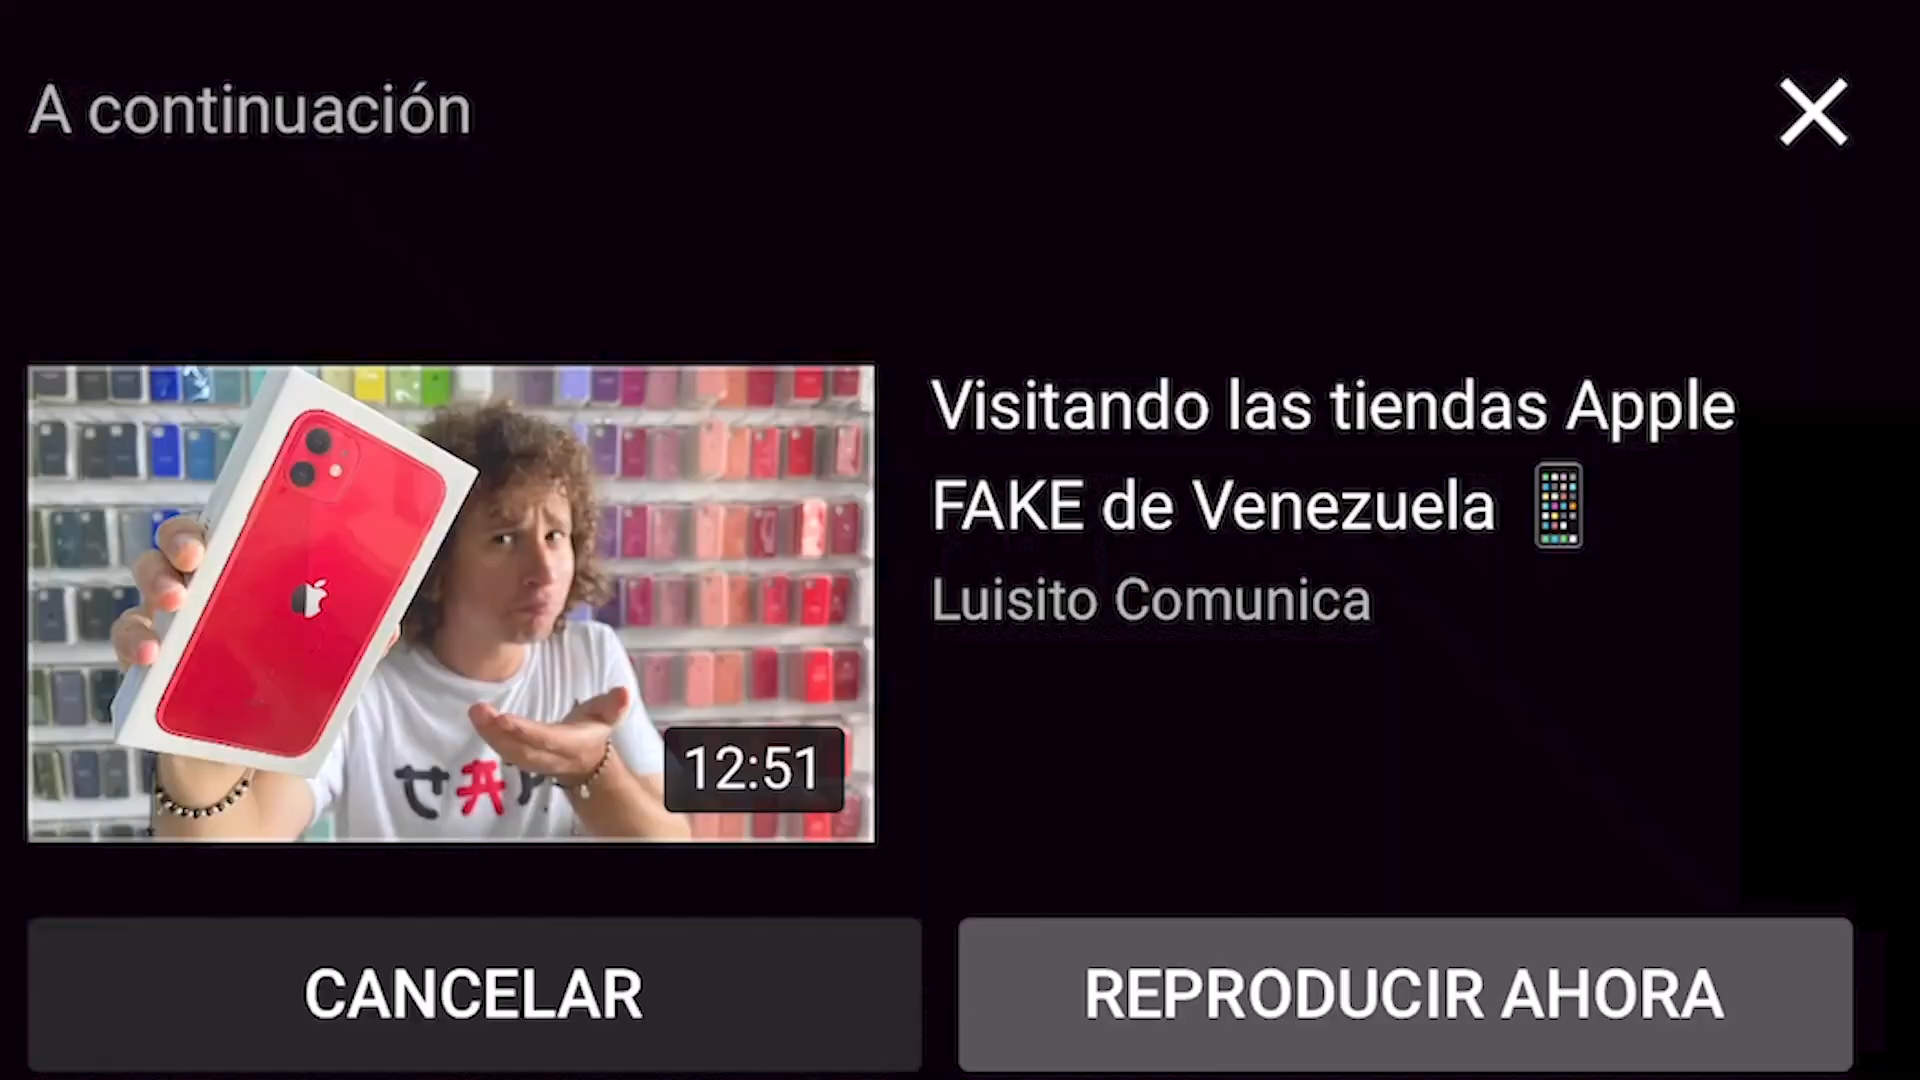 A continuación
Visitando las tiendas Apple
FAKE de Venezuela 📱
Luisito Comunica
12:51
CANCELAR
REPRODUCIR AHORA